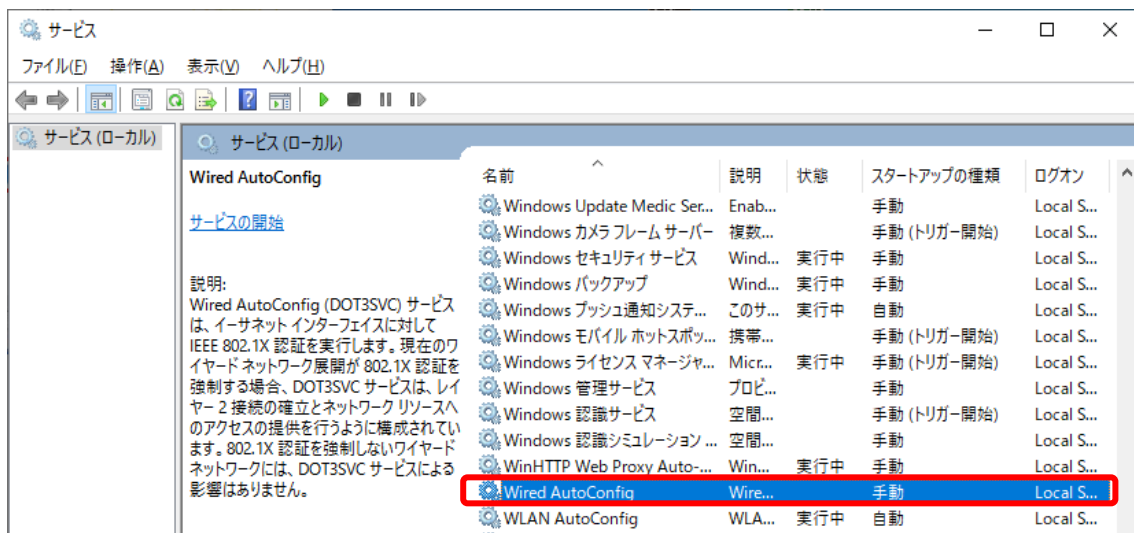 サービス
ファイル(F) 操作(A) 表示(V) ヘルプ(H)
サービス (ローカル)
サービス (ローカル)
Wired AutoConfig
サービスの開始
説明:
Wired AutoConfig (DOT3SVC) サービス
は、イーサネット インターフェイスに対して
IEEE 802.1X 認証を実行します。現在のワ
イヤード ネットワーク展開が 802.1X 認証を
強制する場合、DOT3SVC サービスは、レイ
ヤー 2 接続の確立とネットワーク リソースへ
のアクセスの提供を行うように構成されてい
ます。802.1X 認証を強制しないワイヤード
ネットワークには、DOT3SVC サービスによる
影響はありません。
名前 説明 状態 スタートアップの種類 ログオン
Windows Update Medic Ser... Enab... 手動 Local S...
Windows カメラ フレーム サーバー 複数... 手動 (トリガー開始) Local S...
Windows セキュリティ サービス Wind... 実行中 手動 Local S...
Windows バックアップ Wind... 実行中 手動 Local S...
Windows プッシュ通知システ... このサ... 実行中 自動 Local S...
Windows モバイル ホットスポッ... 携帯... 手動 (トリガー開始) Local S...
Windows ライセンス マネージャ... Micr... 実行中 手動 (トリガー開始) Local S...
Windows 管理サービス プロビ... 手動 Local S...
Windows 認識サービス 空間... 手動 (トリガー開始) Local S...
Windows 認識シミュレーション ... 空間... 手動 Local S...
WinHTTP Web Proxy Auto-... Win... 実行中 手動 Local S...
Wired AutoConfig Wire... 手動 Local S...
WLAN AutoConfig WLA... 実行中 自動 Local S...